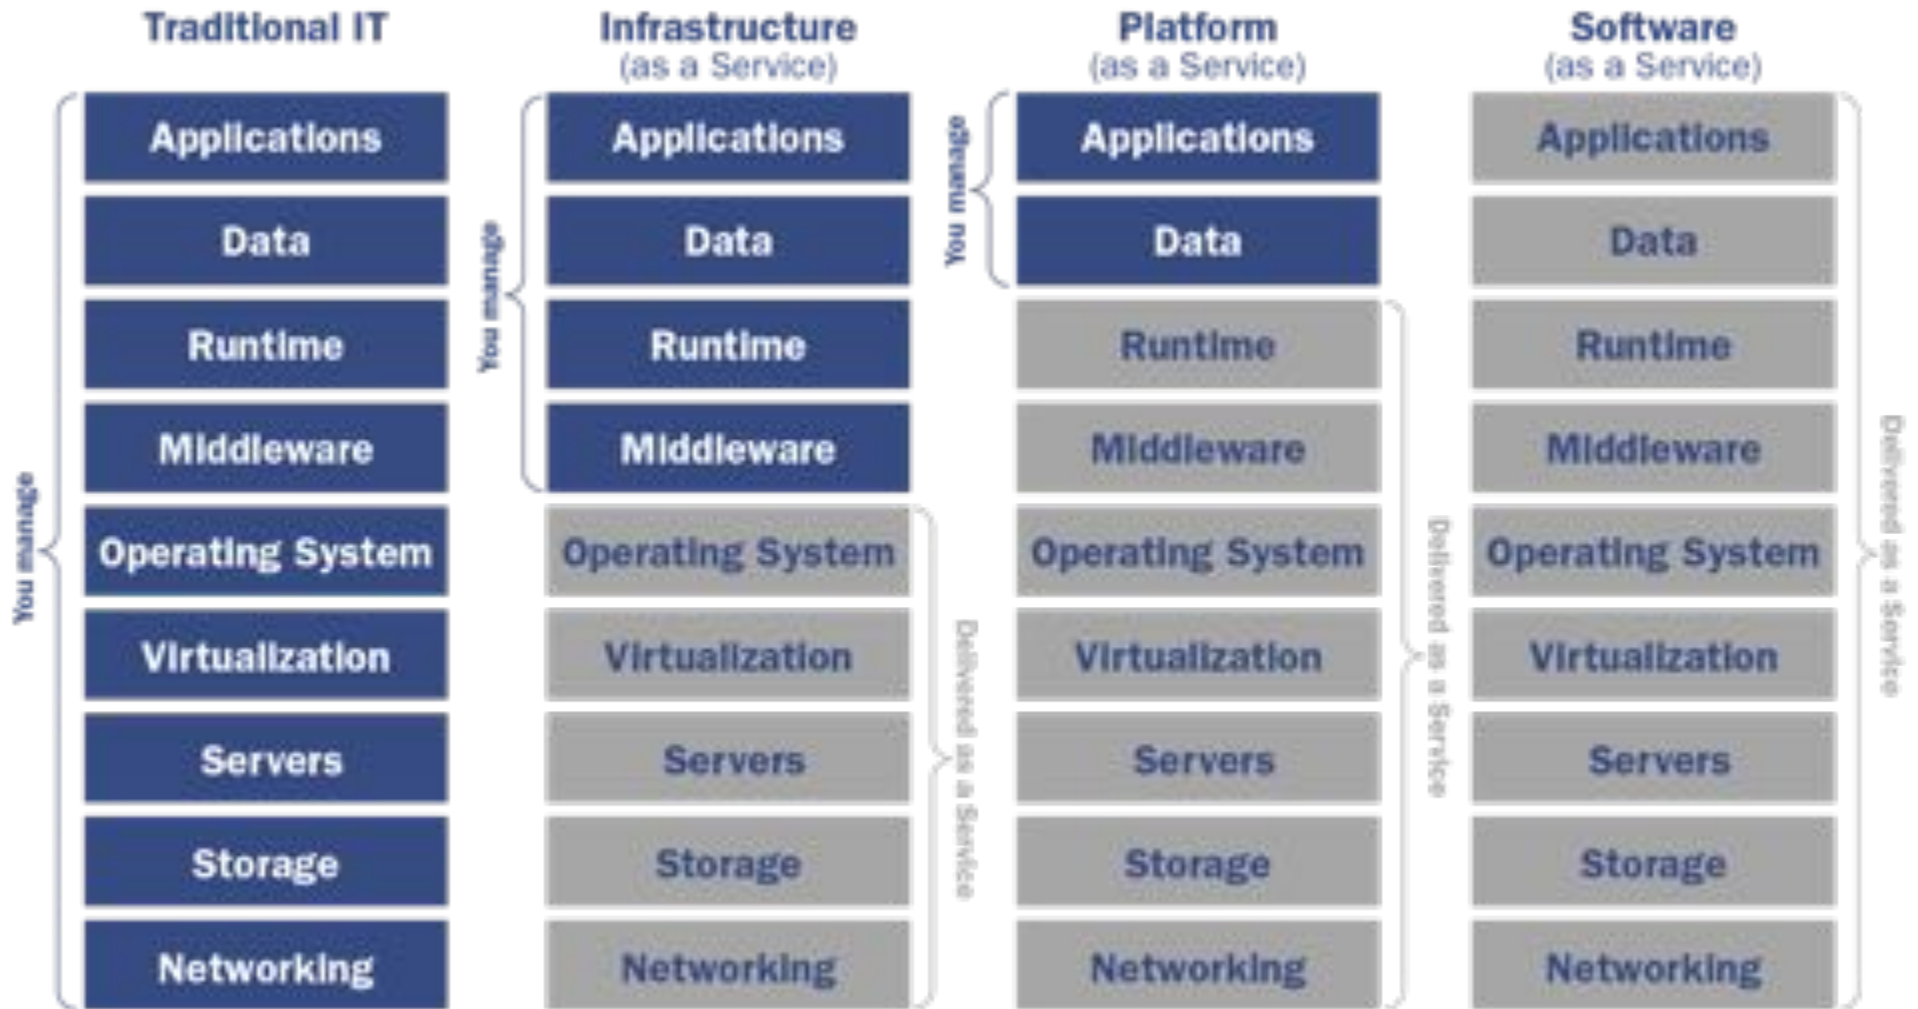 Traditional IT
You manage
Applications
Data
Runtime
Middleware
Operating System
Virtualization
Servers
Storage
Networking
Infrastructure
(as a Service)
You manage
Applications
Data
Runtime
Middleware
Operating System
Virtualization
Servers
Storage
Networking
Delivered as a Service
Platform
(as a Service)
You manage
Applications
Data
Runtime
Middleware
Operating System
Virtualization
Servers
Storage
Networking
Delivered as a Service
Software
(as a Service)
Applications
Data
Runtime
Middleware
Operating System
Virtualization
Servers
Storage
Networking
Delivered as a Service